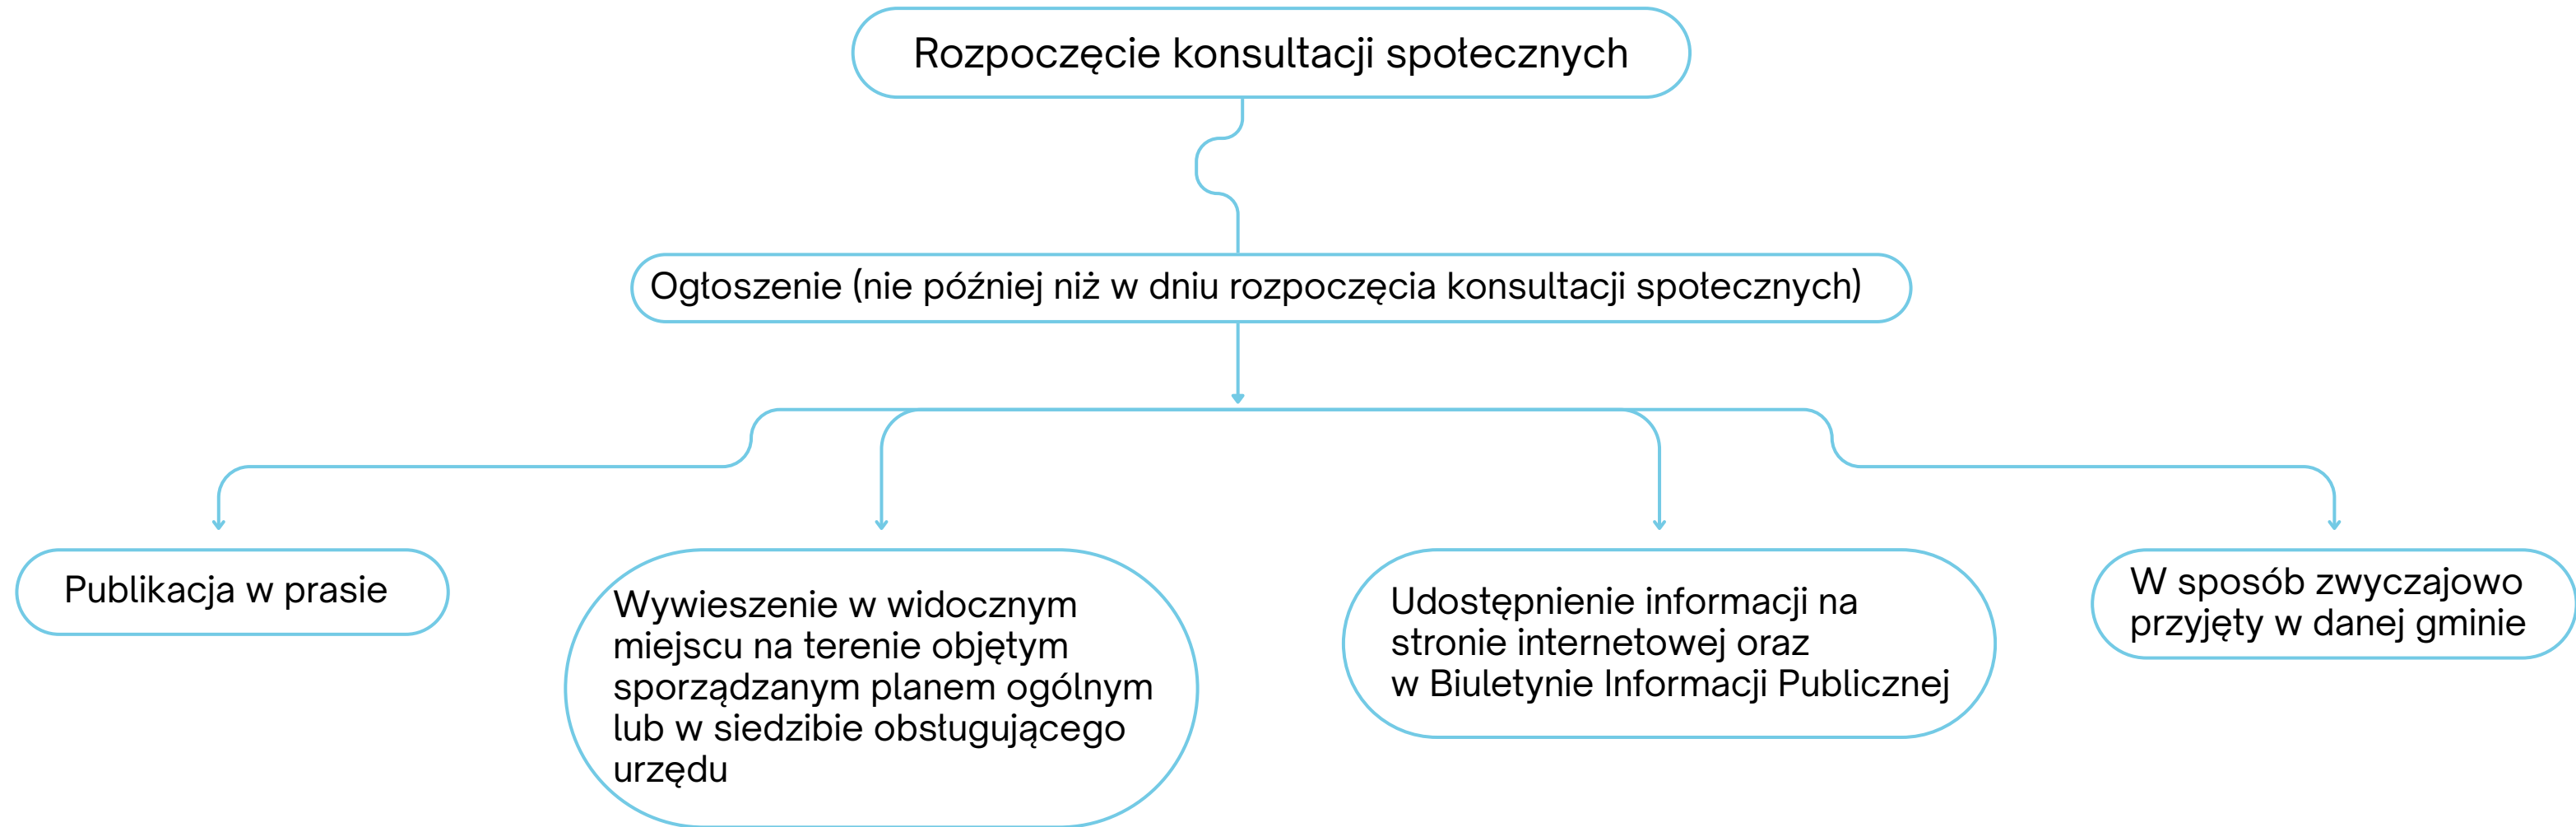 Rozpoczęcie konsultacji społecznych
Ogłoszenie (nie później niż w dniu rozpoczęcia konsultacji społecznych)
Publikacja w prasie
Wywieszenie w widocznym
miejscu na terenie objętym
sporządzanym planem ogólnym
lub w siedzibie obsługującego
urzędu
Udostępnienie informacji na
stronie internetowej oraz
w Biuletynie Informacji Publicznej
W sposób zwyczajowo
przyjęty w danej gminie